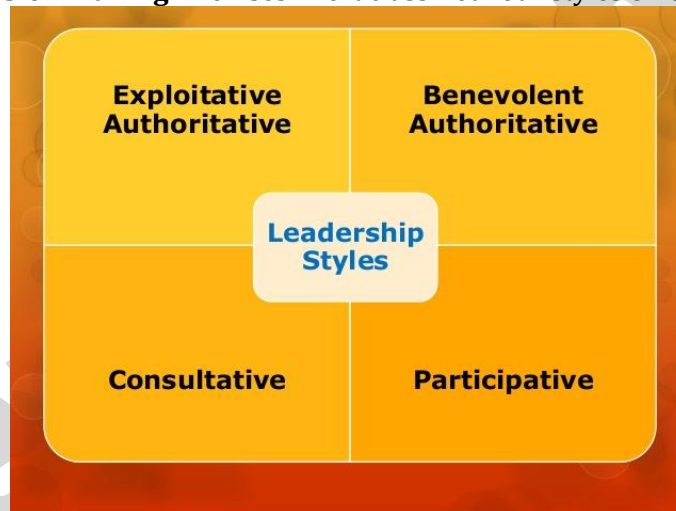 Exploitative
Authoritative
Benevolent
Authoritative
Leadership
Styles
Consultative
Participative